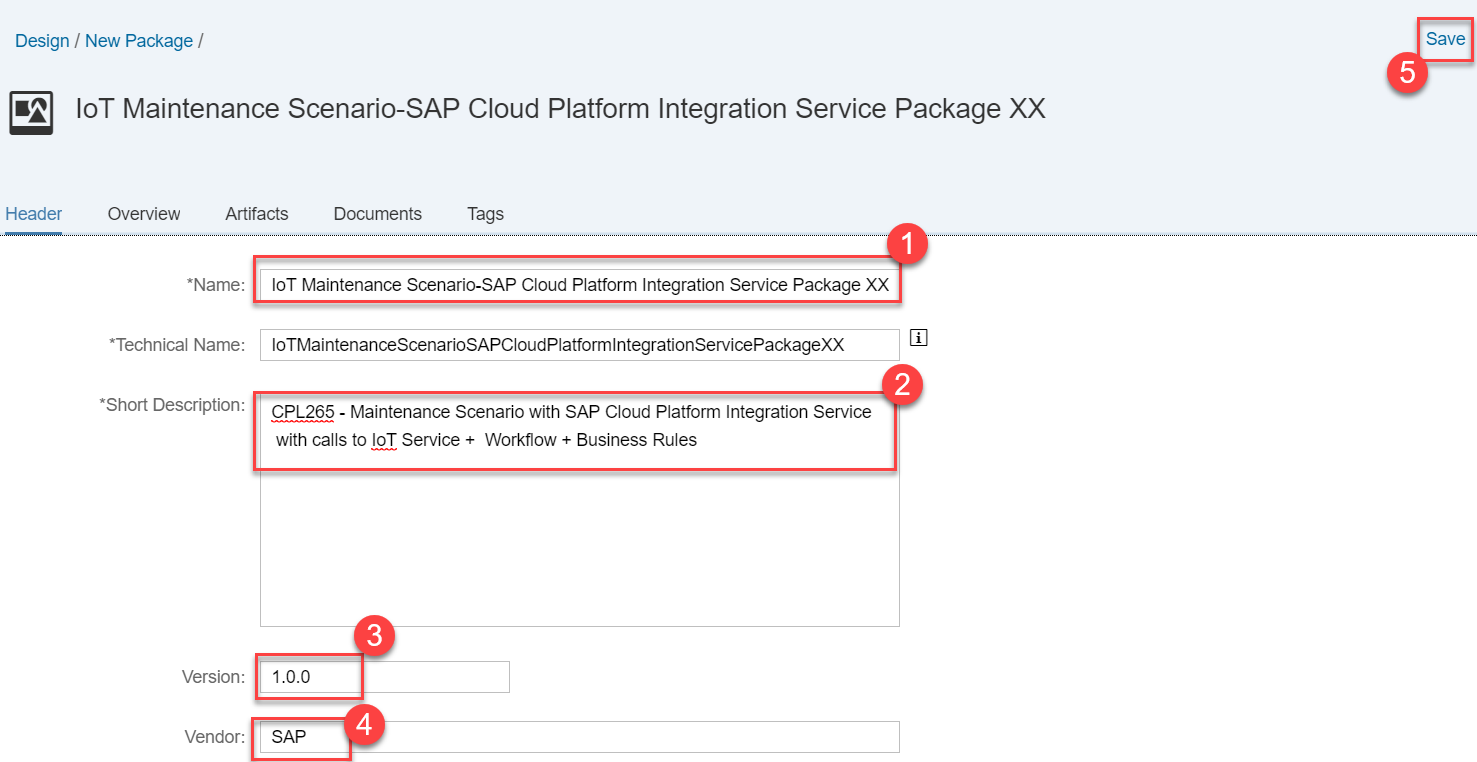 Design / New Package /
Save
5
IoT Maintenance Scenario-SAP Cloud Platform Integration Service Package XX
Header Overview Artifacts Documents Tags
1
*Name: IoT Maintenance Scenario-SAP Cloud Platform Integration Service Package XX
*Technical Name: IoTMaintenanceScenarioSAPCloudPlatformIntegrationServicePackageXX i
2
*Short Description: CPL265 - Maintenance Scenario with SAP Cloud Platform Integration Service
with calls to IoT Service + Workflow + Business Rules
3
Version: 1.0.0
4
Vendor: SAP